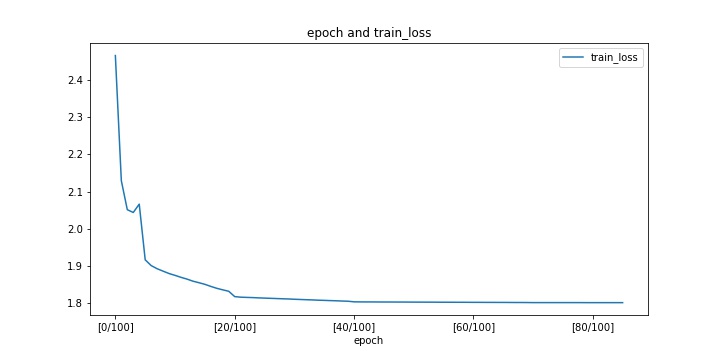 epoch and train_loss
train_loss
2.4
2.3
2.2
2.1
2.0
1.9
1.8
[0/100] [20/100] [40/100] [60/100] [80/100]
epoch